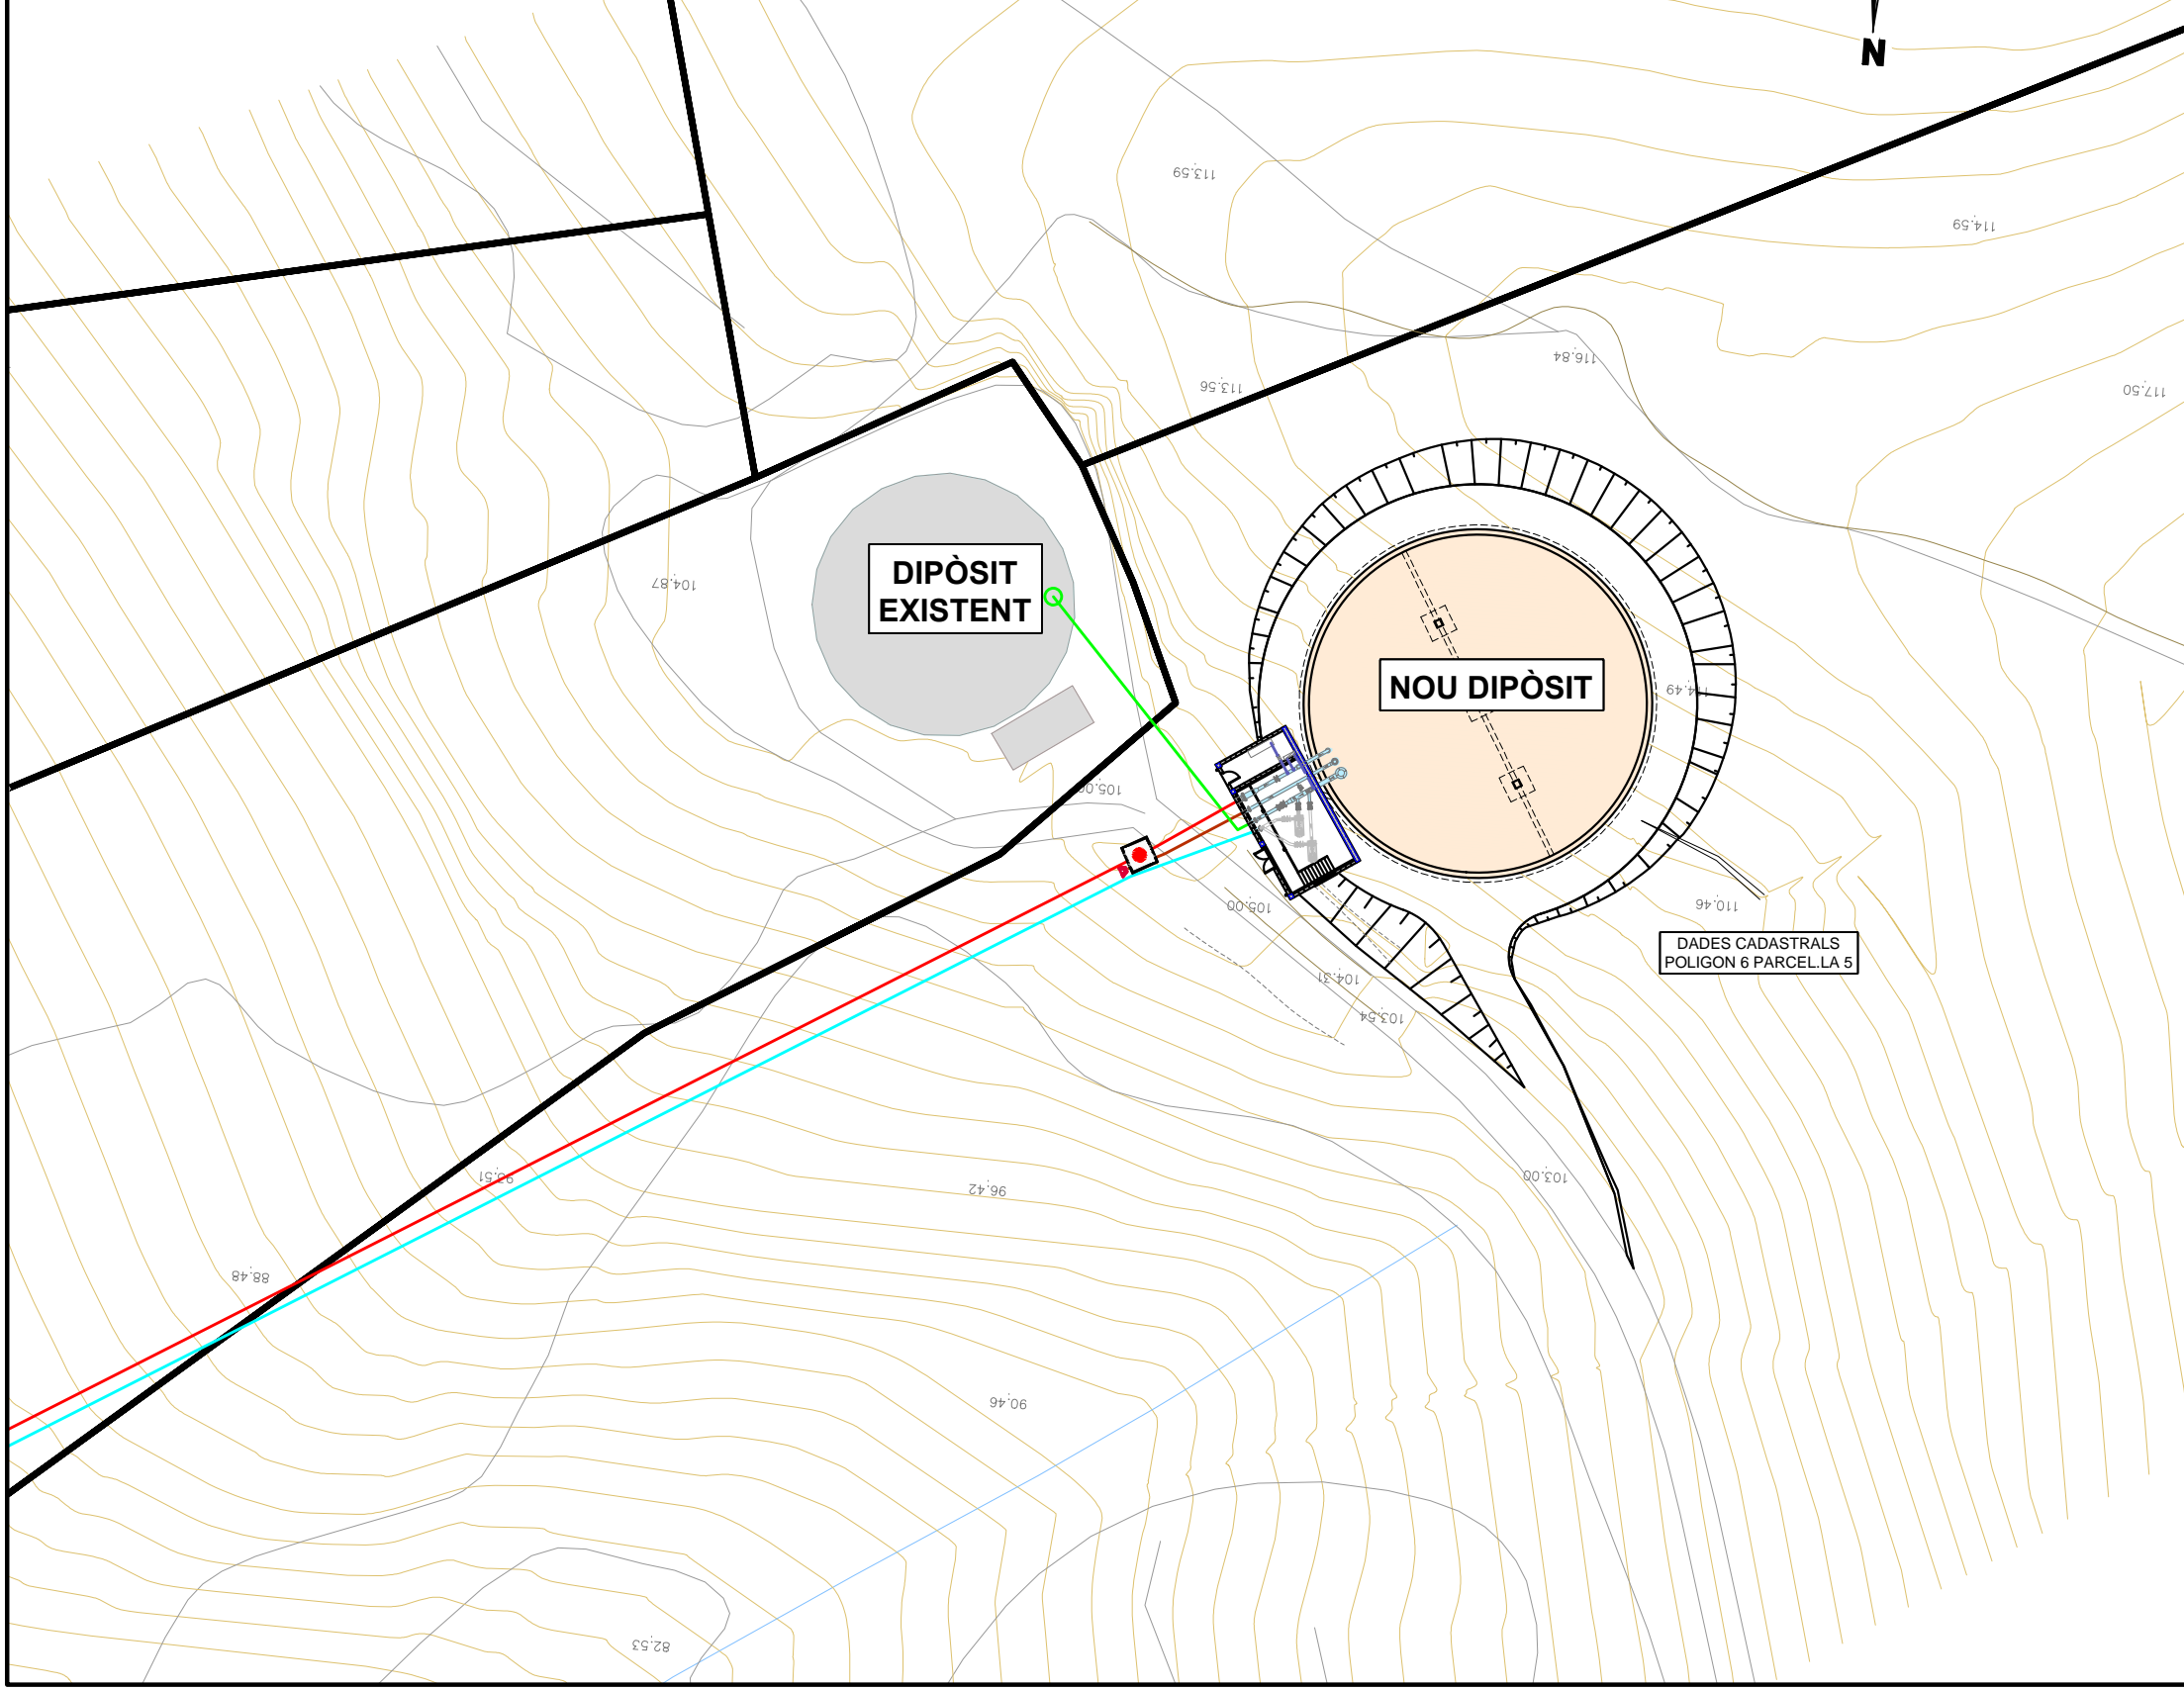 N
113.59
114.59
116.84
113.56
117.50
DIPÒSIT
EXISTENT
104.87
NOU DIPÒSIT
114.49
105.00
110.46
105.00
DADES CADASTRALS
POLIGON 6 PARCEL.LA 5
104.31
103.54
103.00
96.42
88.48
90.46
82.53